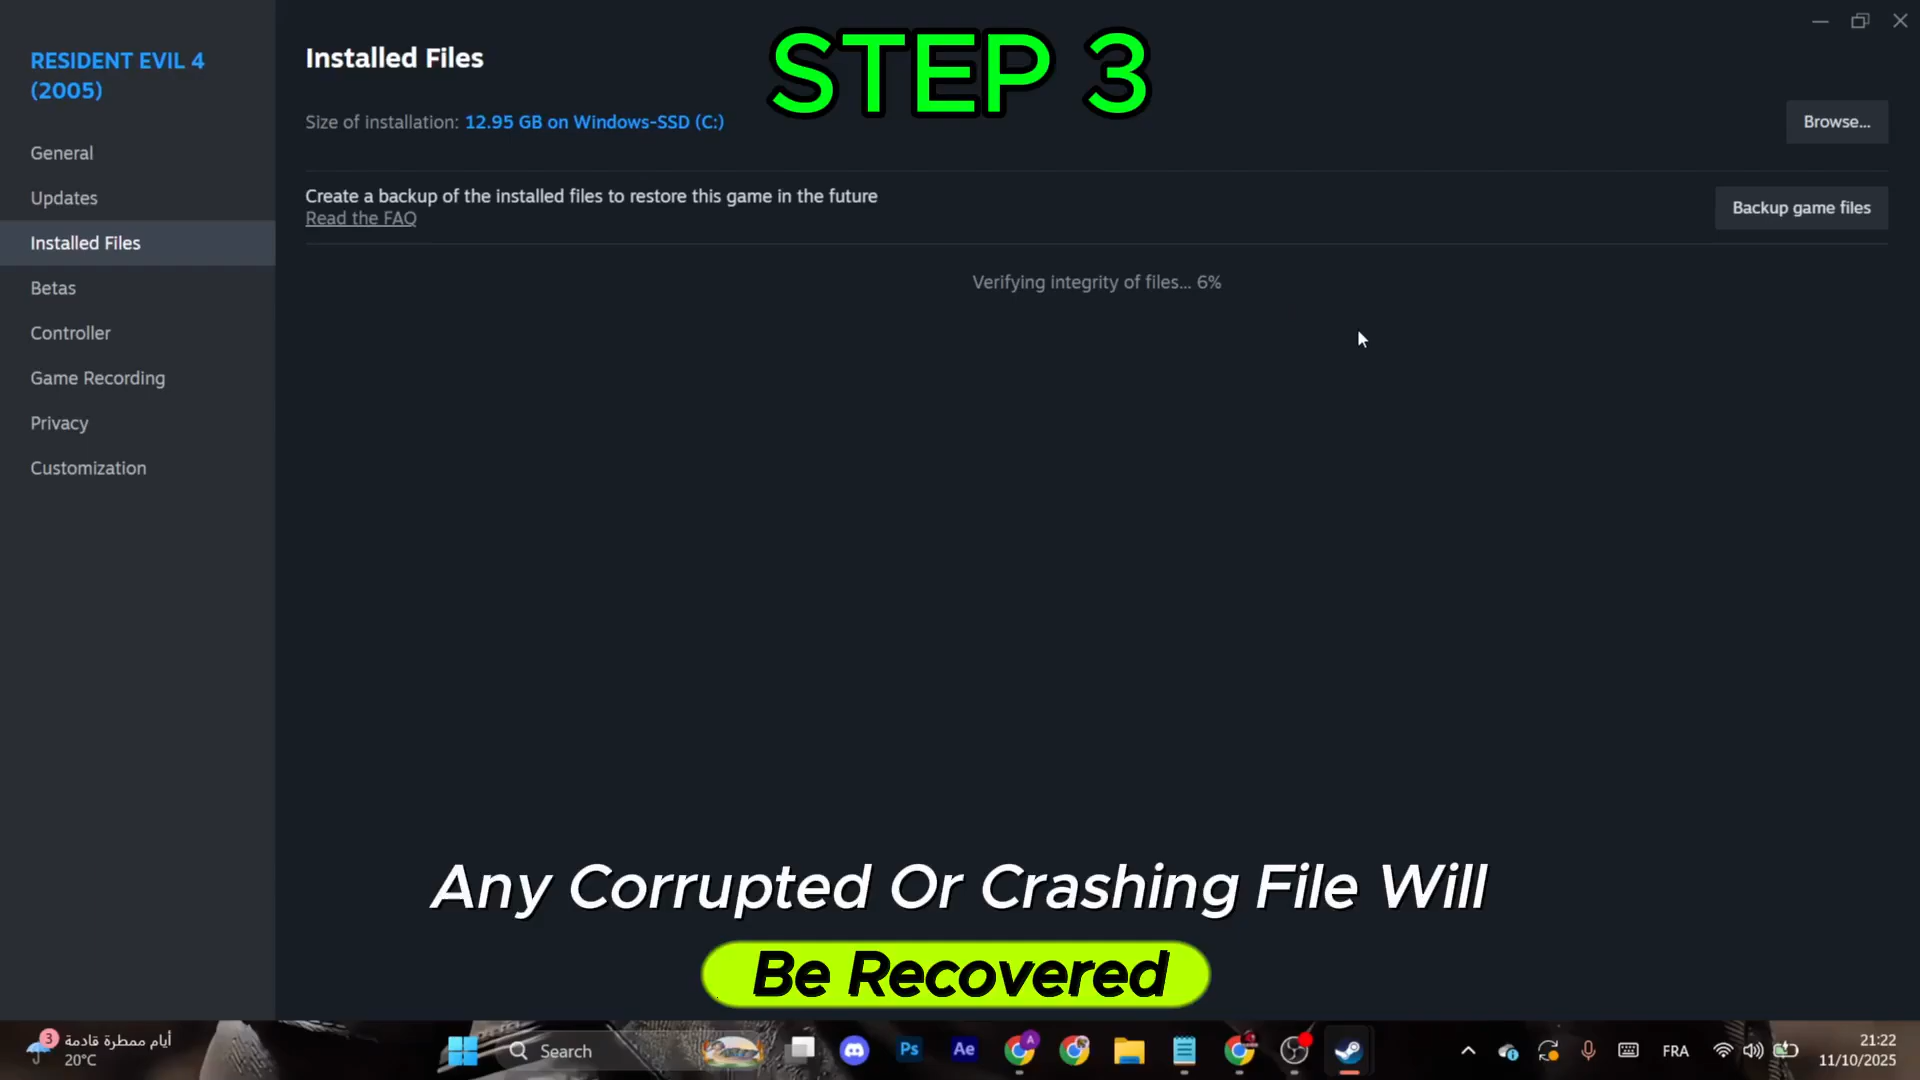 STEP 3
RESIDENT EVIL 4
(2005)
General
Updates
Installed Files
Betas
Controller
Game Recording
Privacy
Customization
Installed Files
Size of installation: 12.95 GB on Windows-SSD (C:)
Browse...
Create a backup of the installed files to restore this game in the future
Read the FAQ
Backup game files
Verifying integrity of files... 6%
Any Corrupted Or Crashing File Will
Be Recovered
3
أيام ممطرة قادمة
20°C
Search
Ps
Ae
A
FRA
21:22
11/10/2025